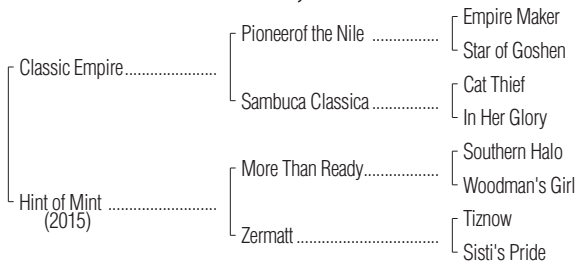 Empire Maker
Pioneerof the Nile ................
Star of Goshen
Classic Empire......................
Cat Thief
Sambuca Classica................
In Her Glory
Southern Halo
More Than Ready..................
Woodman's Girl
Hint of Mint .........................
(2015)
Tiznow
Zermatt ..................................
Sisti's Pride